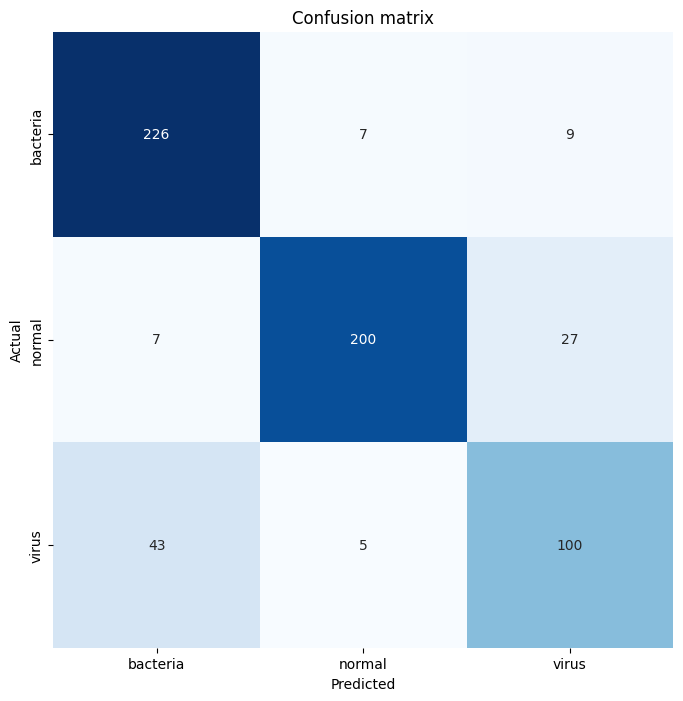 Confusion matrix
Actual
bacteria
226 7 9
normal
7 200 27
virus
43 5 100
bacteria normal virus
Predicted